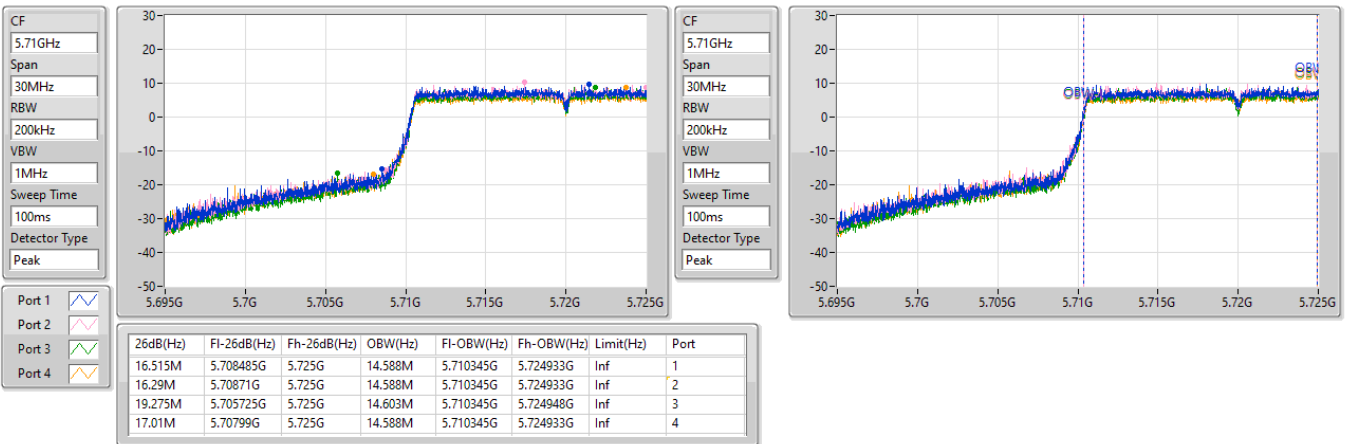 CF
5.71GHz
Span
30MHz
RBW
200kHz
VBW
1MHz
Sweep Time
100ms
Detector Type
Peak
30
20
10
0
-10
-20
-30
-40
-50
5.695G 5.7G 5.705G 5.71G 5.715G 5.72G 5.725G
CF
5.71GHz
Span
30MHz
RBW
200kHz
VBW
1MHz
Sweep Time
100ms
Detector Type
Peak
30
20
10
0
-10
-20
-30
-40
-50
OBW
OBW
5.695G 5.7G 5.705G 5.71G 5.715G 5.72G 5.725G
Port 1
Port 2
Port 3
Port 4
26dB(Hz) Fl-26dB(Hz) Fh-26dB(Hz) OBW(Hz) Fl-OBW(Hz) Fh-OBW(Hz) Limit(Hz) Port
16.515M 5.708485G 5.725G 14.588M 5.710345G 5.724933G Inf 1
16.29M 5.70871G 5.725G 14.588M 5.710345G 5.724933G Inf 2
19.275M 5.705725G 5.725G 14.603M 5.710345G 5.724948G Inf 3
17.01M 5.70799G 5.725G 14.588M 5.710345G 5.724933G Inf 4